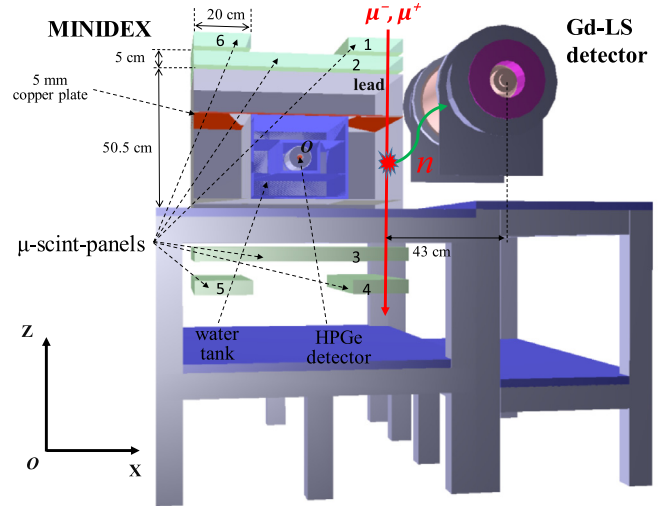 20 cm
μ⁻, μ⁺
MINIDEX
Gd-LS
detector
6
1
5 cm
2
lead
5 mm
copper plate
O
50.5 cm
n
μ-scint-panels
3
43 cm
5
4
water
tank
HPGe
detector
Z
O
X